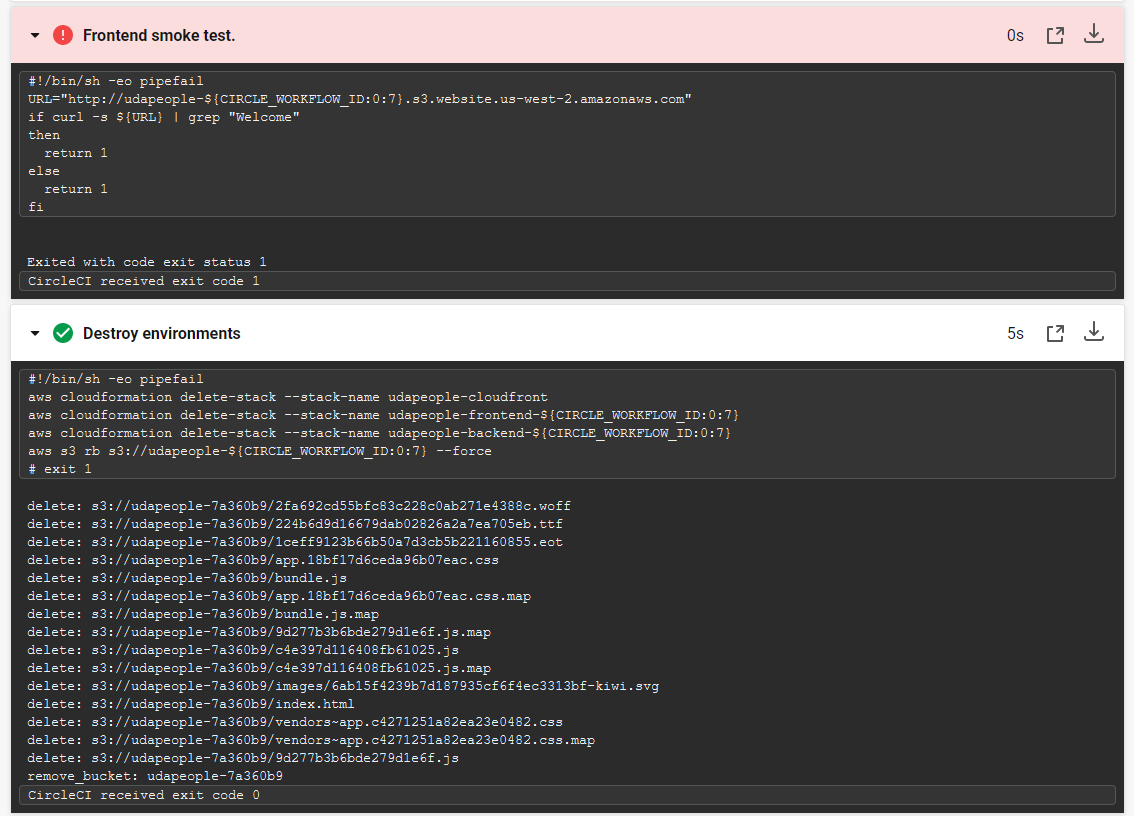 Frontend smoke test.
0s
#!/bin/sh -eo pipefail
URL="http://udapeople-${CIRCLE_WORKFLOW_ID:0:7}.s3.website.us-west-2.amazonaws.com"
if curl -s ${URL} | grep "Welcome"
then
  return 1
else
  return 1
fi
Exited with code exit status 1
CircleCI received exit code 1
Destroy environments
5s
#!/bin/sh -eo pipefail
aws cloudformation delete-stack --stack-name udapeople-cloudfront
aws cloudformation delete-stack --stack-name udapeople-frontend-${CIRCLE_WORKFLOW_ID:0:7}
aws cloudformation delete-stack --stack-name udapeople-backend-${CIRCLE_WORKFLOW_ID:0:7}
aws s3 rb s3://udapeople-${CIRCLE_WORKFLOW_ID:0:7} --force
# exit 1
delete: s3://udapeople-7a360b9/2fa692cd55bfc83c228c0ab271e4388c.woff
delete: s3://udapeople-7a360b9/224b6d9d16679dab02826a2a7ea705eb.ttf
delete: s3://udapeople-7a360b9/1ceff9123b66b50a7d3cb5b221160855.eot
delete: s3://udapeople-7a360b9/app.18bf17d6ceda96b07eac.css
delete: s3://udapeople-7a360b9/bundle.js
delete: s3://udapeople-7a360b9/app.18bf17d6ceda96b07eac.css.map
delete: s3://udapeople-7a360b9/bundle.js.map
delete: s3://udapeople-7a360b9/9d277b3b6bde279d1e6f.js.map
delete: s3://udapeople-7a360b9/c4e397d116408fb61025.js
delete: s3://udapeople-7a360b9/c4e397d116408fb61025.js.map
delete: s3://udapeople-7a360b9/images/6ab15f4239b7d187935cf6f4ec3313bf-kiwi.svg
delete: s3://udapeople-7a360b9/index.html
delete: s3://udapeople-7a360b9/vendors~app.c4271251a82ea23e0482.css
delete: s3://udapeople-7a360b9/vendors~app.c4271251a82ea23e0482.css.map
delete: s3://udapeople-7a360b9/9d277b3b6bde279d1e6f.js
remove_bucket: udapeople-7a360b9
CircleCI received exit code 0